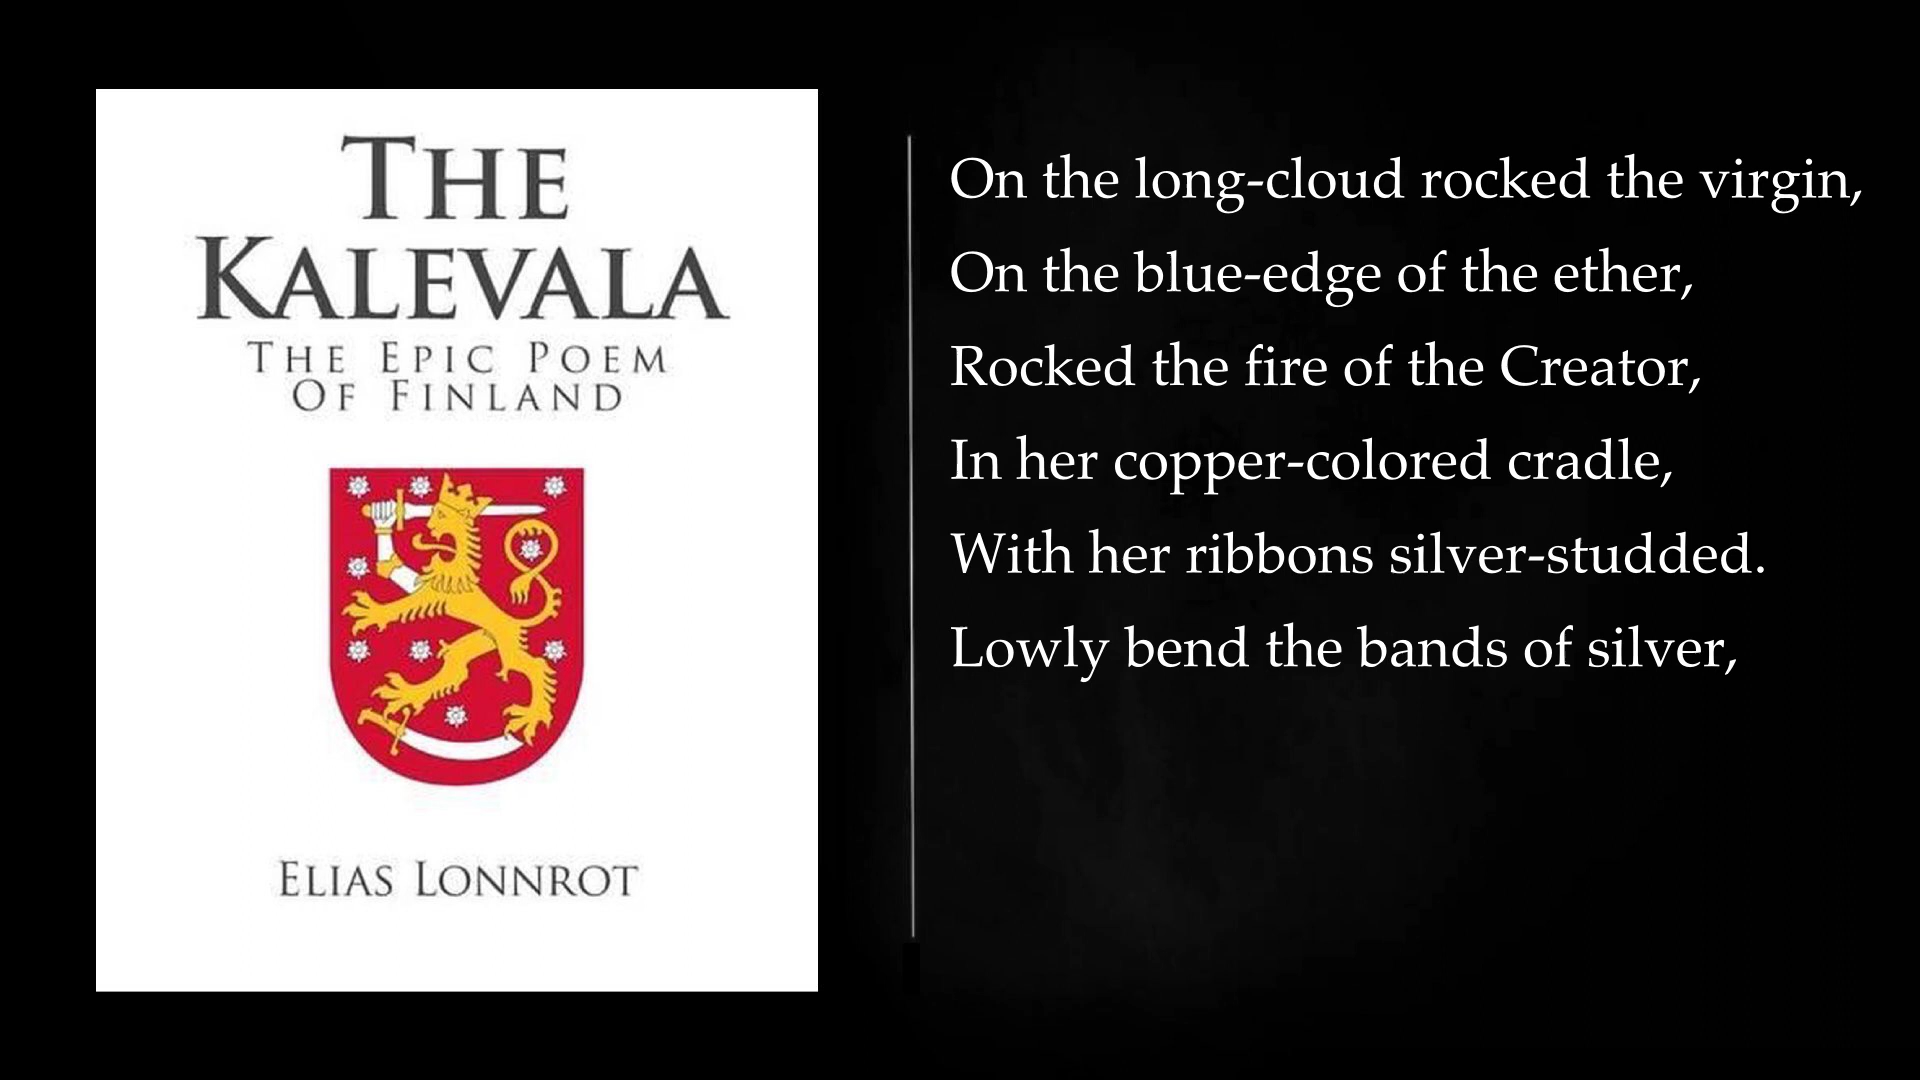 THE
KALEVALA
THE EPIC POEM
OF FINLAND
ELIAS LONNROT
On the long-cloud rocked the virgin,
On the blue-edge of the ether,
Rocked the fire of the Creator,
In her copper-colored cradle,
With her ribbons silver-studded.
Lowly bend the bands of silver,